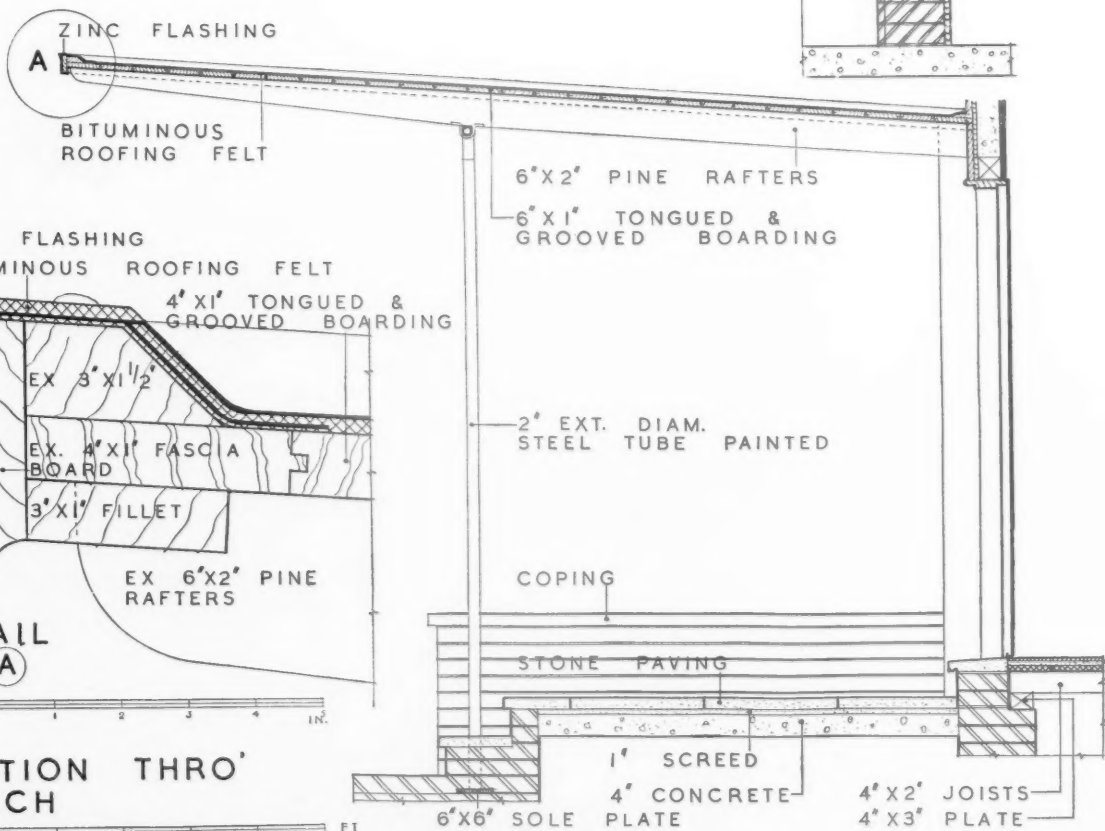 ZINC FLASHING
A
BITUMINOUS
ROOFING FELT
6"X2" PINE RAFTERS
6"X1" TONGUED &
GROOVED BOARDING
FLASHING
MINOUS ROOFING FELT
4"X1" TONGUED &
GROOVED BOARDING
EX 3"X1 1/2"
EX. 4"X1" FASCIA
BOARD
3"X1" FILLET
EX 6"X2" PINE
RAFTERS
2" EXT. DIAM.
STEEL TUBE PAINTED
COPING
STONE PAVING
AIL
A
1 2 3 4 INS.
TION THRO'
CH
1" SCREED
4" CONCRETE
6"X6" SOLE PLATE
4"X2" JOISTS
4"X3" PLATE